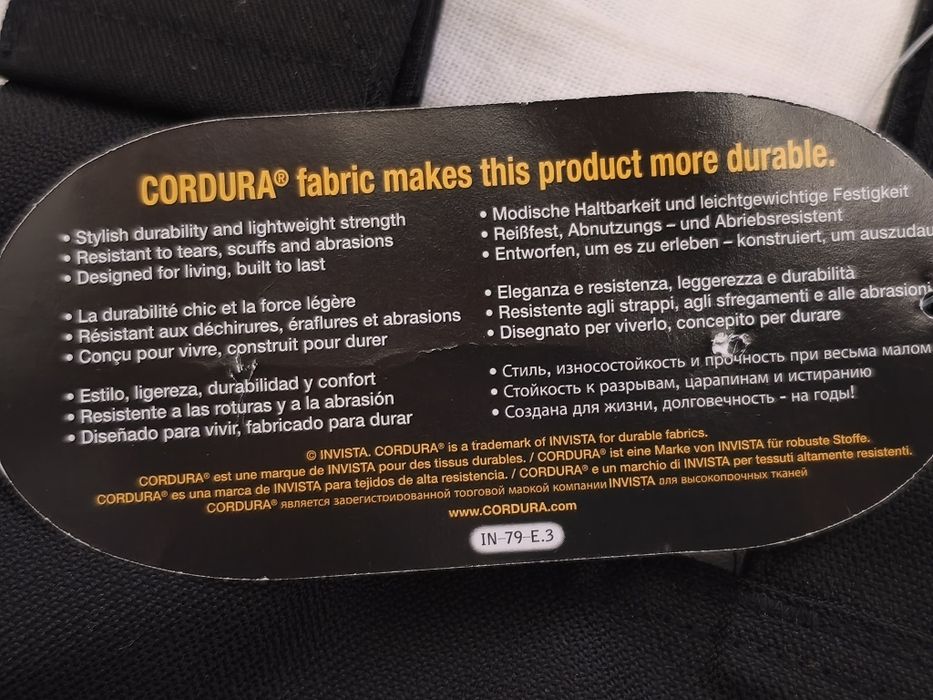 CORDURA® fabric makes this product more durable.
• Stylish durability and lightweight strength
• Resistant to tears, scuffs and abrasions
• Designed for living, built to last
• La durabilité chic et la force légère
• Résistant aux déchirures, éraflures et abrasions
• Conçu pour vivre, construit pour durer
• Estilo, ligereza, durabilidad y confort
• Resistente a las roturas y a la abrasión
• Diseñado para vivir, fabricado para durar
• Modische Haltbarkeit und leichtgewichtige Festigkeit
• Reißfest, Abnutzungs – und Abriebsresistent
• Entworfen, um es zu erleben – konstruiert, um auszudau
• Eleganza e resistenza, leggerezza e durabilità
• Resistente agli strappi, agli sfregamenti e alle abrasioni
• Disegnato per viverlo, concepito per durare
• Стиль, износостойкость и прочность при весьма малом
• Стойкость к разрывам, царапинам и истиранию
• Создана для жизни, долговечность - на годы!
© INVISTA. CORDURA® is a trademark of INVISTA for durable fabrics.
CORDURA® est une marque de INVISTA pour des tissus durables. / CORDURA® ist eine Marke von INVISTA für robuste Stoffe.
CORDURA® es una marca de INVISTA para tejidos de alta resistencia. / CORDURA® e un marchio di INVISTA per tessuti altamente resistenti.
CORDURA® является зарегистрированной торговой маркой компании INVISTA для высокопрочных тканей
www.CORDURA.com
IN-79-E.3